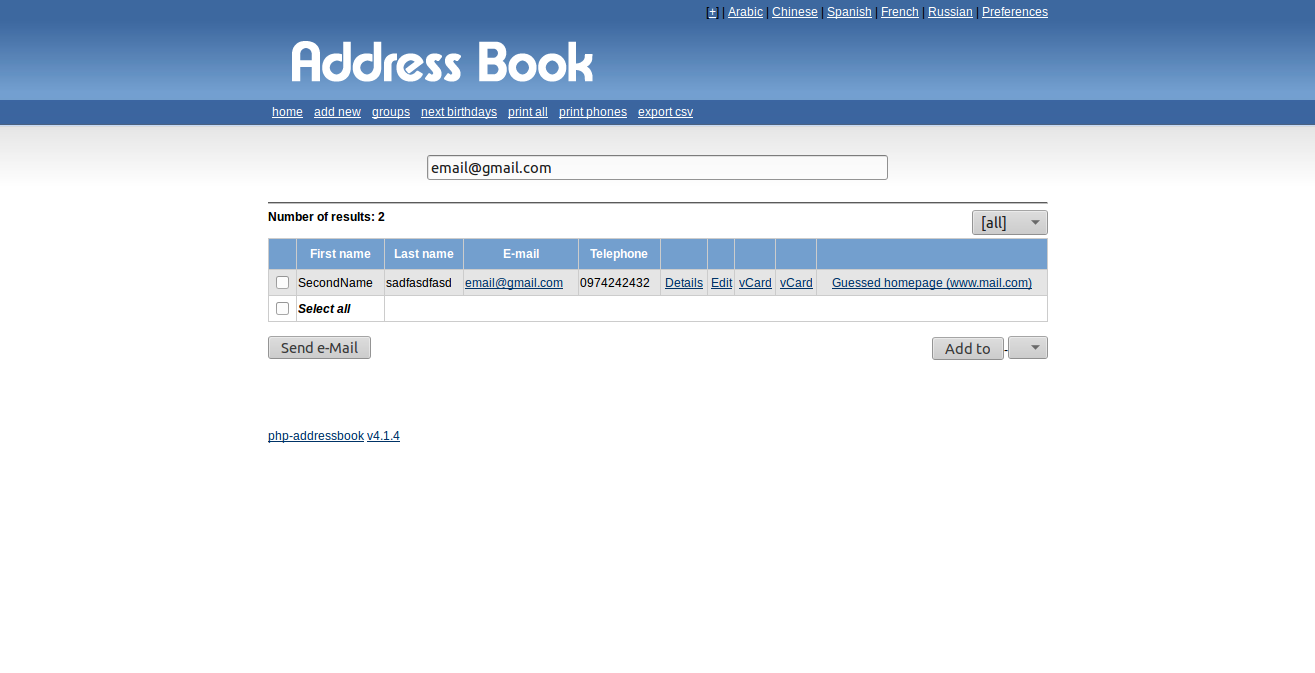 [+] | Arabic | Chinese | Spanish | French | Russian | Preferences
Address Book
home add new groups next birthdays print all print phones export csv
email@gmail.com
Number of results: 2
[all]
First name Last name E-mail Telephone
SecondName sadfasdfasd email@gmail.com 0974242432 Details Edit vCard vCard Guessed homepage (www.mail.com)
Select all
Send e-Mail Add to -
php-addressbook v4.1.4